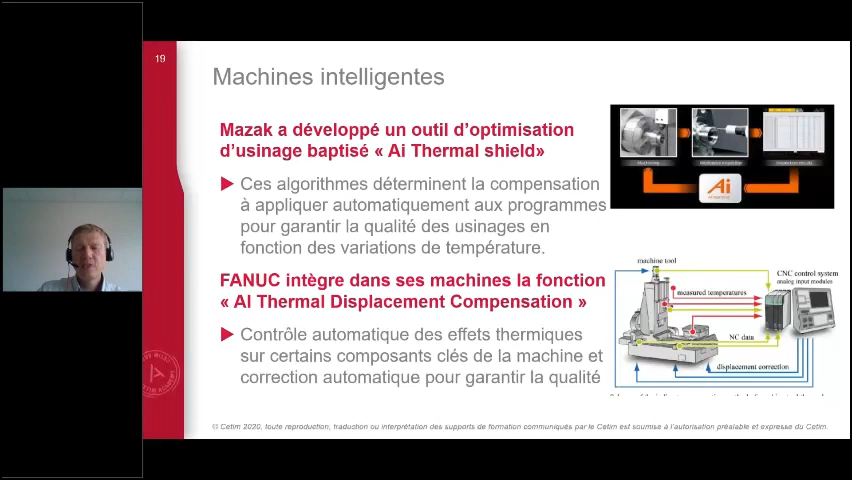 19
Machines intelligentes
Mazak a développé un outil d'optimisation
d'usinage baptisé « Ai Thermal shield»
Ces algorithmes déterminent la compensation
à appliquer automatiquement aux programmes
pour garantir la qualité des usinages en
fonction des variations de température.
FANUC intègre dans ses machines la fonction
« AI Thermal Displacement Compensation »
Contrôle automatique des effets thermiques
sur certains composants clés de la machine et
correction automatique pour garantir la qualité
Ai
machine tool
CNC control system
analog input modules
measured temperatures
NC data
displacement correction
© Cetim 2020, toute reproduction, traduction ou interprétation des supports de formation communiqués par le Cetim est soumise à l'autorisation préalable et expresse du Cetim.